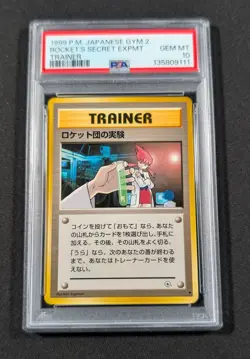 1999 P.M. JAPANESE GYM 2
ROCKET'S SECRET EXPMT
GEM MT
TRAINER
10
PSA
135809111
TRAINER
ロケット団の実験
コインを投げて「おもて」なら、あなた
の山札からカードを1枚選び出し、手札
に加える。その後、その山札をよく切る。
「うら」なら、次のあなたの番が終わる
まで、あなたはトレーナーカードを使
えない。